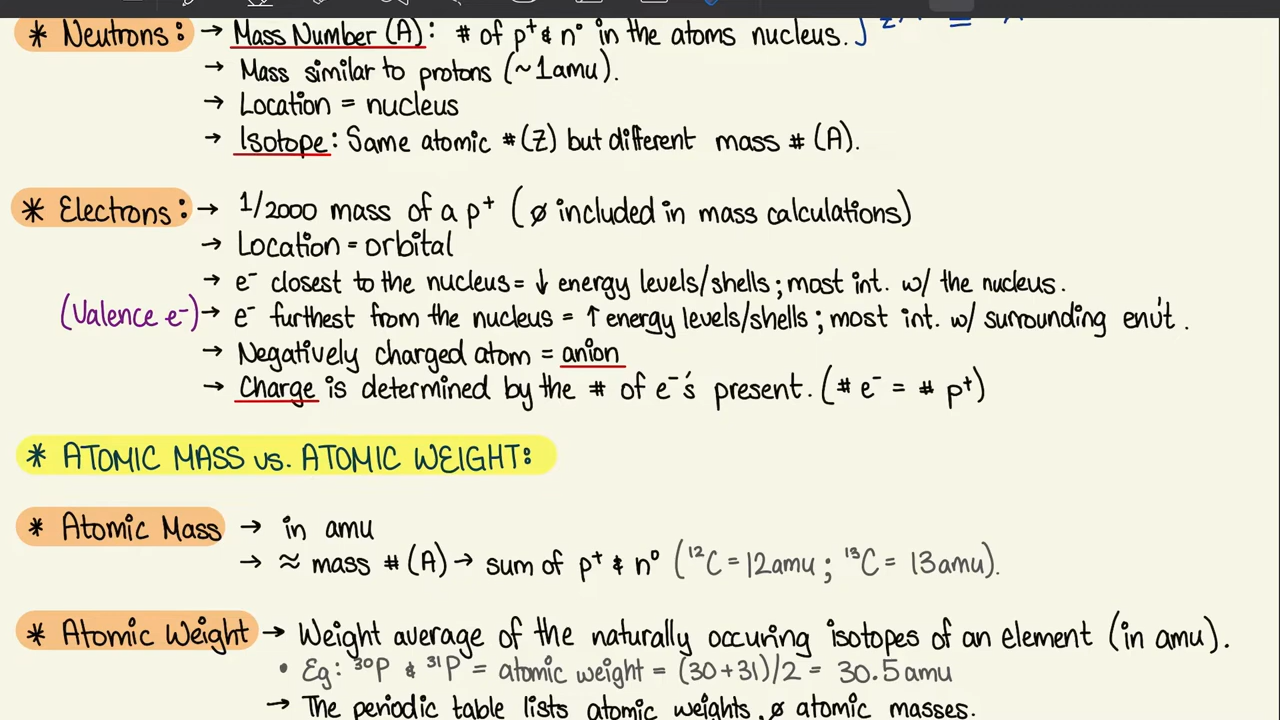 * Neutrons: → Mass Number (A): # of p⁺ & n° in the atoms nucleus.
→ Mass similar to protons (~1amu).
→ Location = nucleus
→ Isotope: Same atomic # (Z) but different mass # (A).
* Electrons: → 1/2000 mass of a p⁺ (ø included in mass calculations)
→ Location = orbital
→ e⁻ closest to the nucleus = ↓ energy levels/shells; most int. w/ the nucleus.
(Valence e⁻) → e⁻ furthest from the nucleus = ↑ energy levels/shells; most int. w/ surrounding env't.
→ Negatively charged atom = anion
→ Charge is determined by the # of e⁻'s present. (# e⁻ = # p⁺)
* ATOMIC MASS vs. ATOMIC WEIGHT:
* Atomic Mass → in amu
→ ≈ mass # (A) → sum of p⁺ & n° (¹²C = 12amu ; ¹³C = 13amu).
* Atomic Weight → Weight average of the naturally occuring isotopes of an element (in amu).
• Eg: ³⁰P & ³¹P = atomic weight = (30+31)/2 = 30.5amu
→ The periodic table lists atomic weights, ø atomic masses.